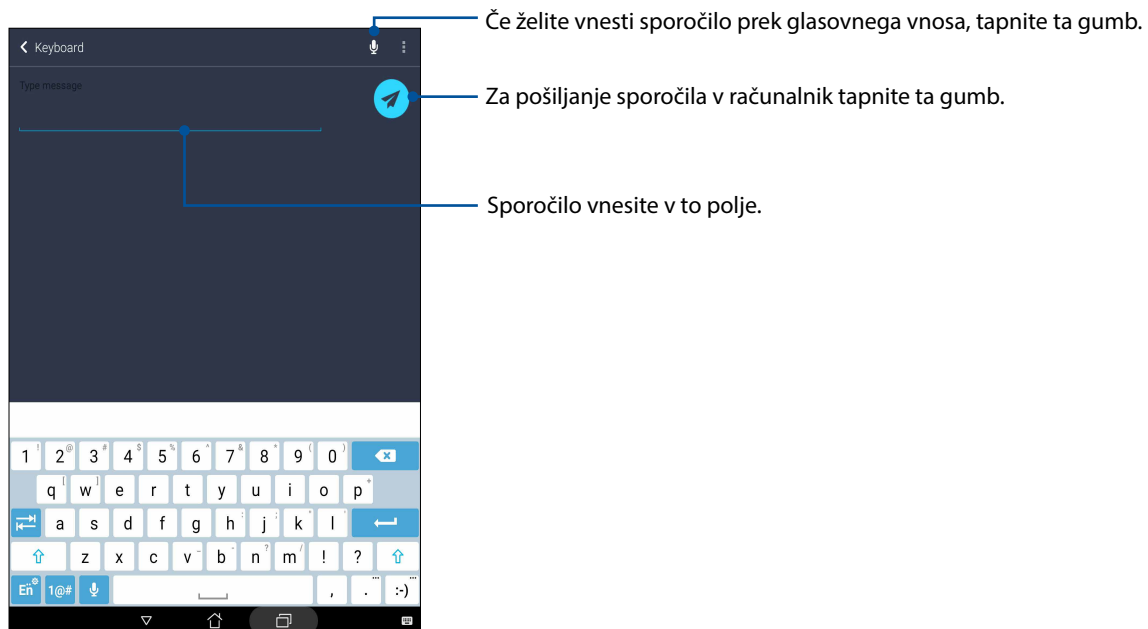 Če želite vnesti sporočilo prek glasovnega vnosa, tapnite ta gumb.
Keyboard
Type message
Za pošiljanje sporočila v računalnik tapnite ta gumb.
Sporočilo vnesite v to polje.
1 ! 2 @ 3 # 4 $ 5 % 6 ^ 7 & 8 * 9 ( 0 )
q [ w ] e r t y u i o p +
a s d f g h : j ; k " l '
z x c v - b - n ? m / ! ?
En 1@# , . ... :-) ...